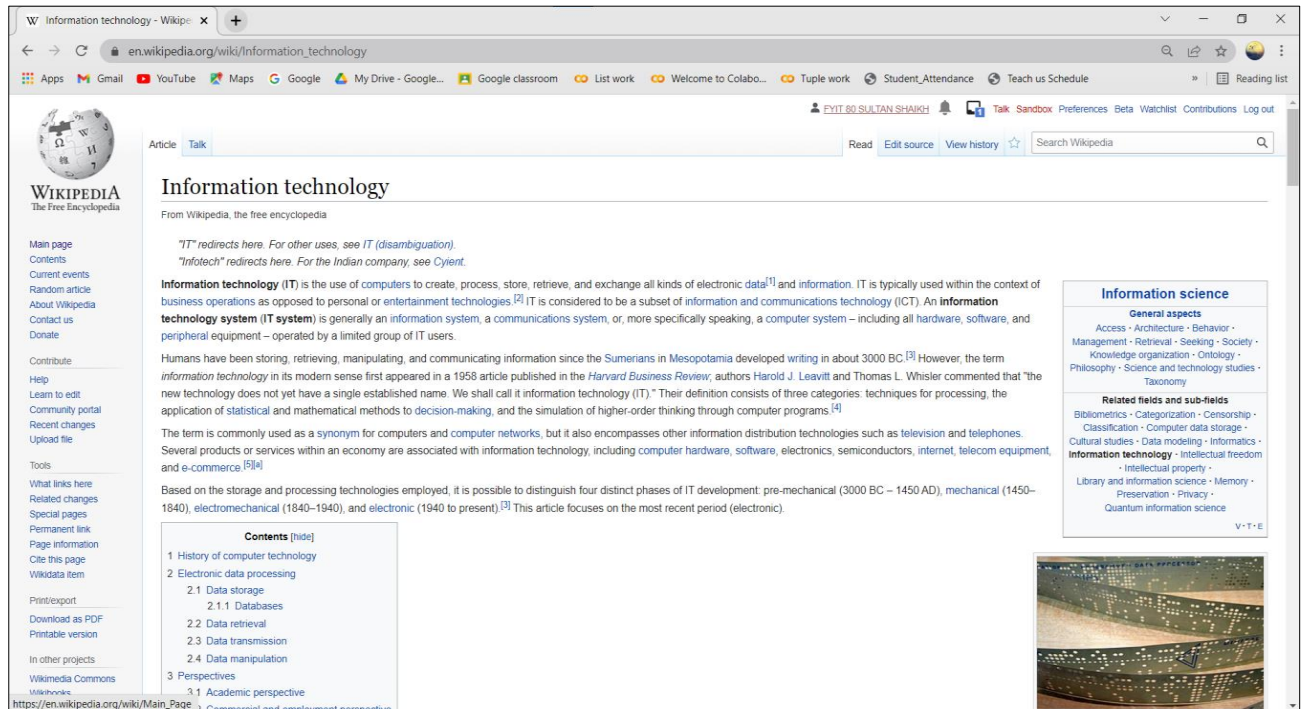 W Information technology - Wikipe × +
en.wikipedia.org/wiki/Information_technology
Apps Gmail YouTube Maps Google My Drive - Google... Google classroom List work Welcome to Colabo... Tuple work Student_Attendance Teach us Schedule » Reading list
FYIT 80 SULTAN SHAIKH 1 Talk Sandbox Preferences Beta Watchlist Contributions Log out
Article Talk Read Edit source View history Search Wikipedia
WIKIPEDIA
The Free Encyclopedia
Main page
Contents
Current events
Random article
About Wikipedia
Contact us
Donate
Contribute
Help
Learn to edit
Community portal
Recent changes
Upload file
Tools
What links here
Related changes
Special pages
Permanent link
Page information
Cite this page
Wikidata item
Print/export
Download as PDF
Printable version
In other projects
Wikimedia Commons
Wikibooks
https://en.wikipedia.org/wiki/Main_Page
Information technology
From Wikipedia, the free encyclopedia
"IT" redirects here. For other uses, see IT (disambiguation).
"Infotech" redirects here. For the Indian company, see Cyient.
Information technology (IT) is the use of computers to create, process, store, retrieve, and exchange all kinds of electronic data[1] and information. IT is typically used within the context of
business operations as opposed to personal or entertainment technologies.[2] IT is considered to be a subset of information and communications technology (ICT). An information
technology system (IT system) is generally an information system, a communications system, or, more specifically speaking, a computer system – including all hardware, software, and
peripheral equipment – operated by a limited group of IT users.
Humans have been storing, retrieving, manipulating, and communicating information since the Sumerians in Mesopotamia developed writing in about 3000 BC.[3] However, the term
information technology in its modern sense first appeared in a 1958 article published in the Harvard Business Review; authors Harold J. Leavitt and Thomas L. Whisler commented that "the
new technology does not yet have a single established name. We shall call it information technology (IT)." Their definition consists of three categories: techniques for processing, the
application of statistical and mathematical methods to decision-making, and the simulation of higher-order thinking through computer programs.[4]
The term is commonly used as a synonym for computers and computer networks, but it also encompasses other information distribution technologies such as television and telephones.
Several products or services within an economy are associated with information technology, including computer hardware, software, electronics, semiconductors, internet, telecom equipment,
and e-commerce.[5][a]
Based on the storage and processing technologies employed, it is possible to distinguish four distinct phases of IT development: pre-mechanical (3000 BC – 1450 AD), mechanical (1450–
1840), electromechanical (1840–1940), and electronic (1940 to present).[3] This article focuses on the most recent period (electronic).
Contents [hide]
1 History of computer technology
2 Electronic data processing
2.1 Data storage
2.1.1 Databases
2.2 Data retrieval
2.3 Data transmission
2.4 Data manipulation
3 Perspectives
3.1 Academic perspective
Commercial and employment perspective
Information science
General aspects
Access · Architecture · Behavior ·
Management · Retrieval · Seeking · Society ·
Knowledge organization · Ontology ·
Philosophy · Science and technology studies ·
Taxonomy
Related fields and sub-fields
Bibliometrics · Categorization · Censorship ·
Classification · Computer data storage ·
Cultural studies · Data modeling · Informatics ·
Information technology · Intellectual freedom
· Intellectual property ·
Library and information science · Memory ·
Preservation · Privacy ·
Quantum information science
V · T · E